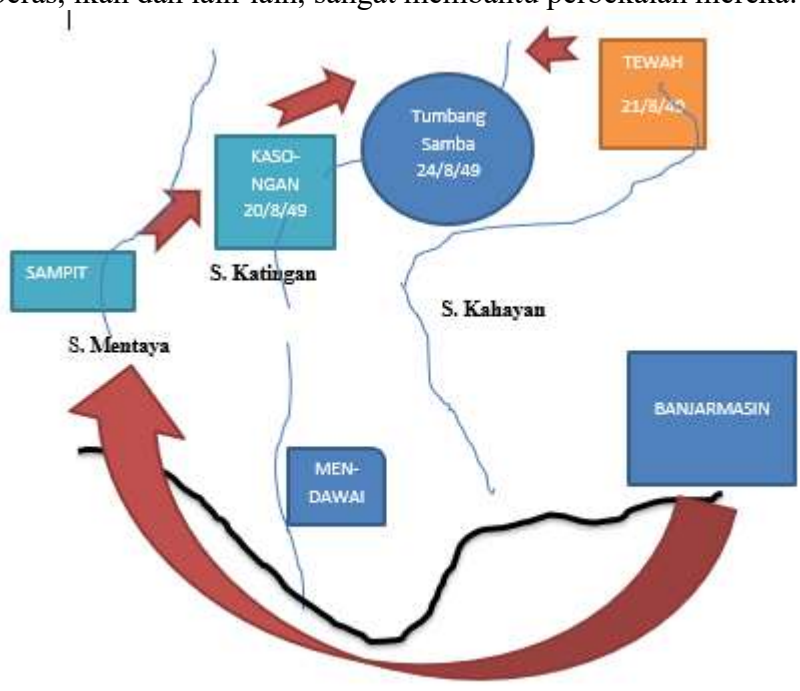 beras, ikan dan lain-lain, sangat membantu perbekalan mereka.
TEWAH
21/8/49
Tumbang
Samba
24/8/49
KASO-
NGAN
20/8/49
SAMPIT
S. Katingan
S. Kahayan
S. Mentaya
BANJARMASIN
MEN-
DAWAI